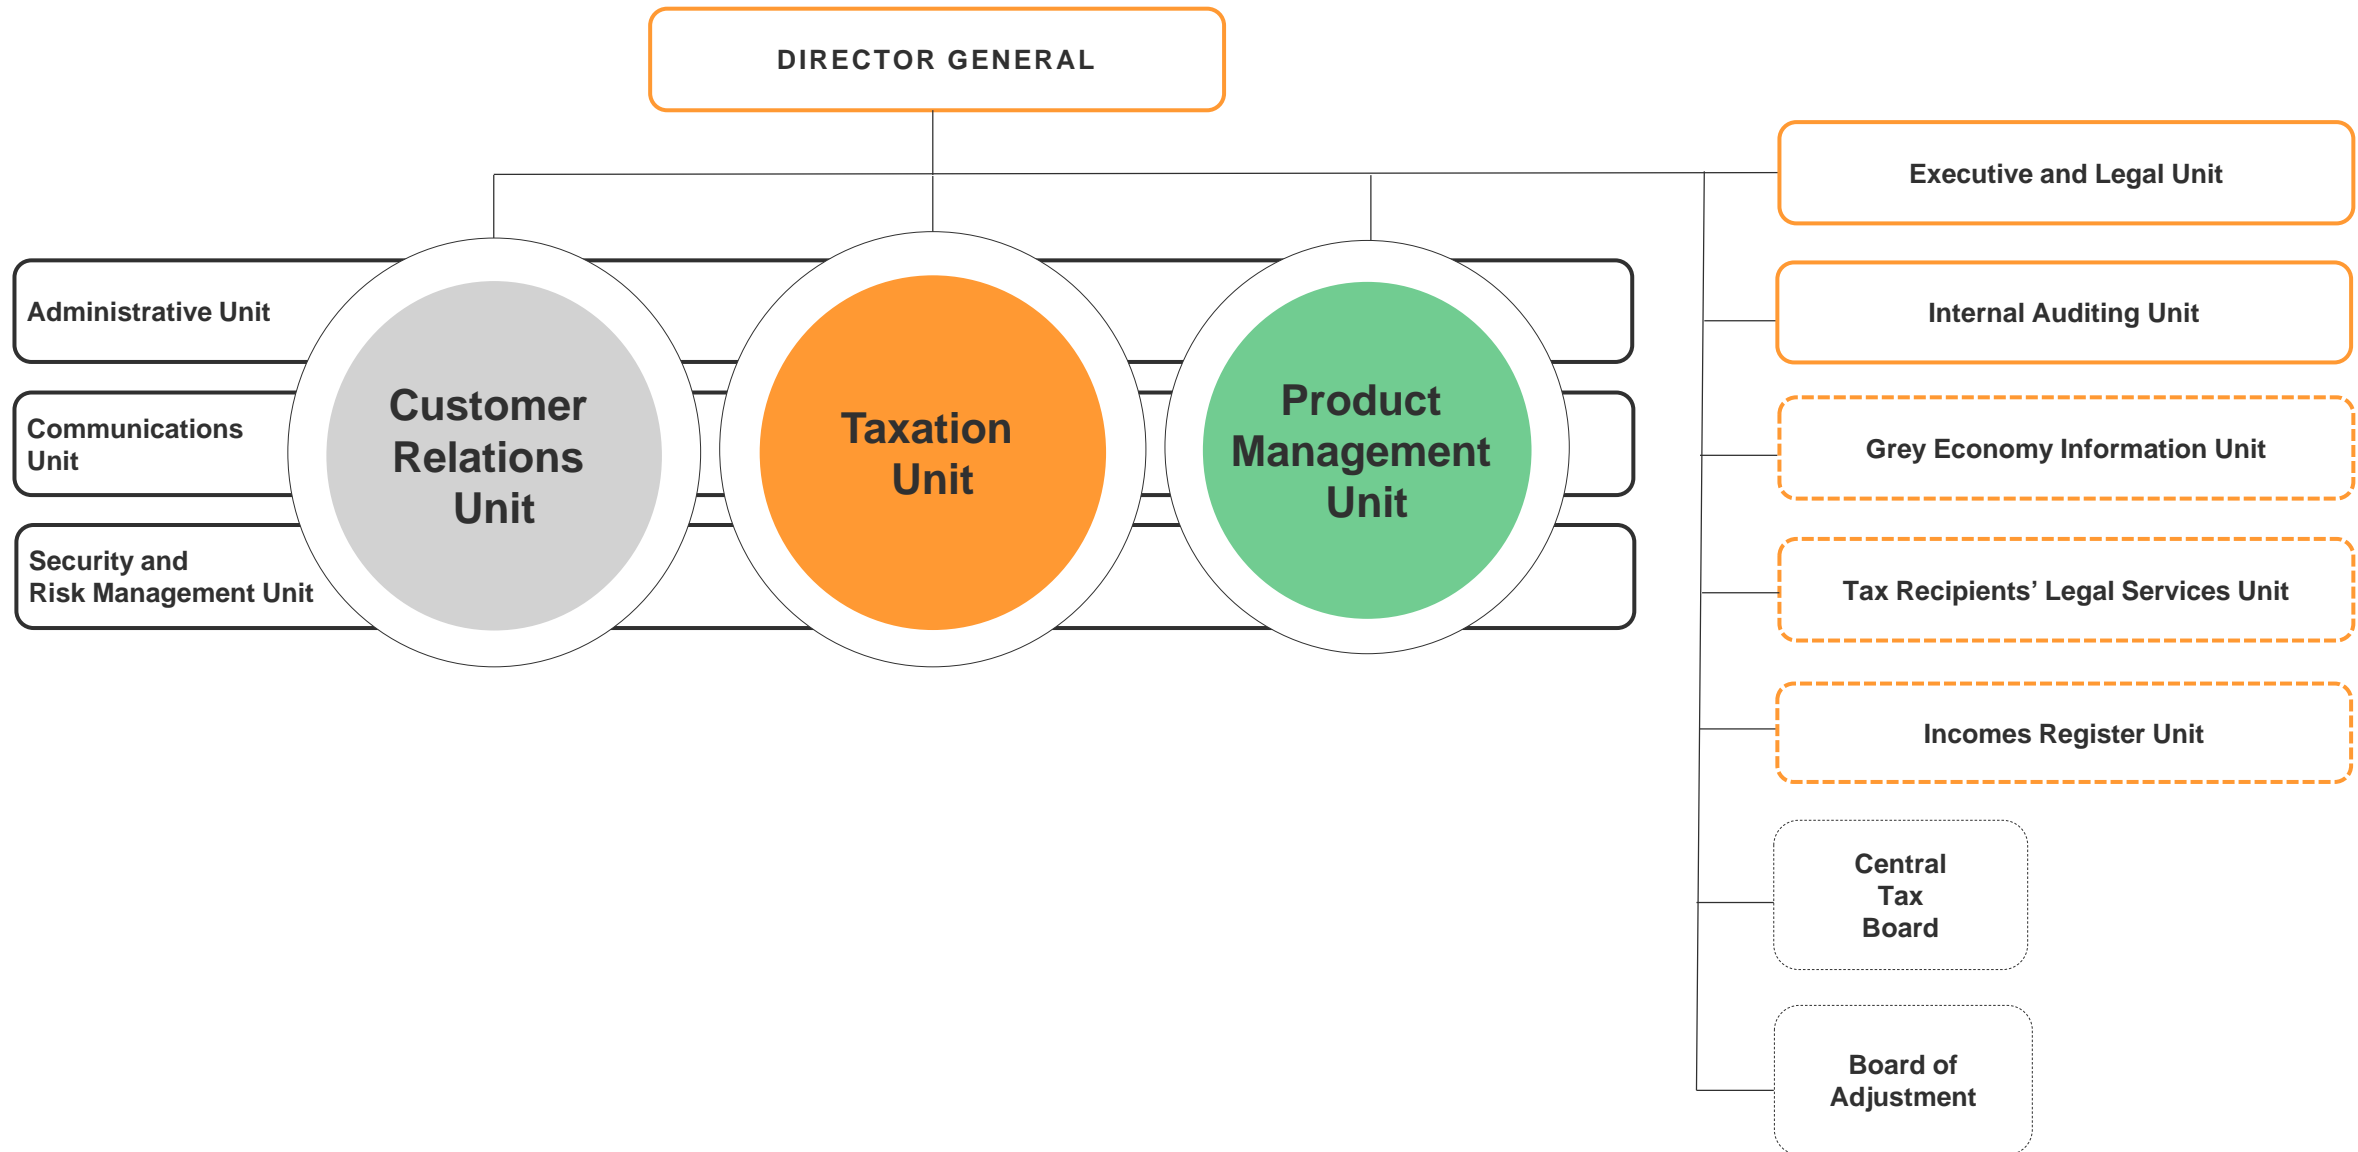 DIRECTOR GENERAL
Executive and Legal Unit
Administrative Unit
Internal Auditing Unit
Communications
Unit
Customer
Relations
Unit
Taxation
Unit
Product
Management
Unit
Grey Economy Information Unit
Security and
Risk Management Unit
Tax Recipients’ Legal Services Unit
Incomes Register Unit
Central
Tax
Board
Board of
Adjustment